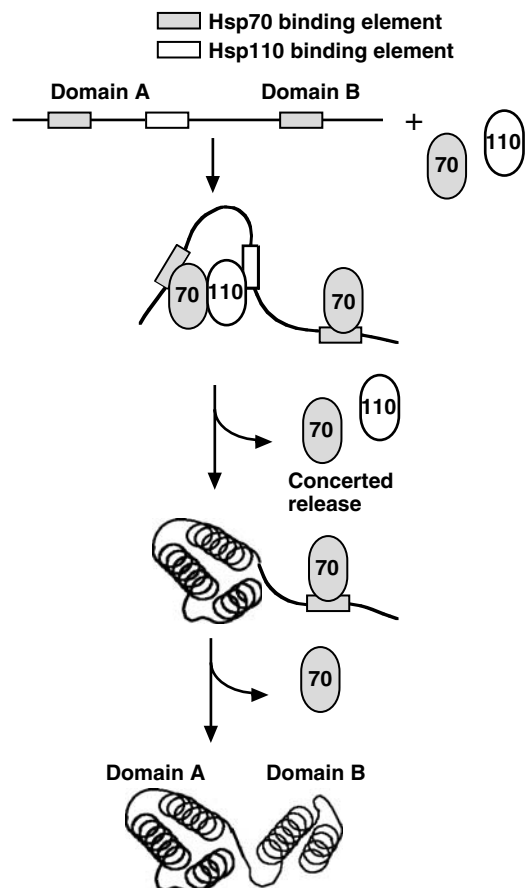 Hsp70 binding element
Hsp110 binding element
Domain A Domain B
+
70 110
70 110 70
70 110
Concerted
release
70
70
Domain A Domain B